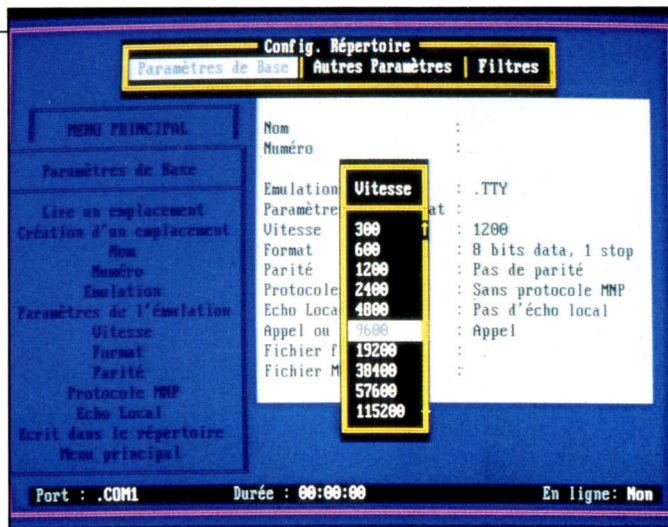 Config. Répertoire
Paramètres de Base | Autres Paramètres | Filtres
MENU PRINCIPAL
Paramètres de Base
Lire un emplacement
Création d'un emplacement
Nom
Numéro
Emulation
Paramètres de l'émulation
Vitesse
Format
Parité
Protocole MNP
Echo Local
Ecrit dans le répertoire
Menu principal
Nom :
Numéro :
Emulation : .TTY
Paramètre at :
Vitesse : 1200
Format : 8 bits data, 1 stop
Parité : Pas de parité
Protocole : Sans protocole MNP
Echo Loca : Pas d'écho local
Appel ou : Appel
Fichier f :
Fichier M :
Vitesse
300 ↑
600
1200
2400
4800
9600
19200
38400
57600
115200
Port : .COM1 Durée : 00:00:00 En ligne: Non